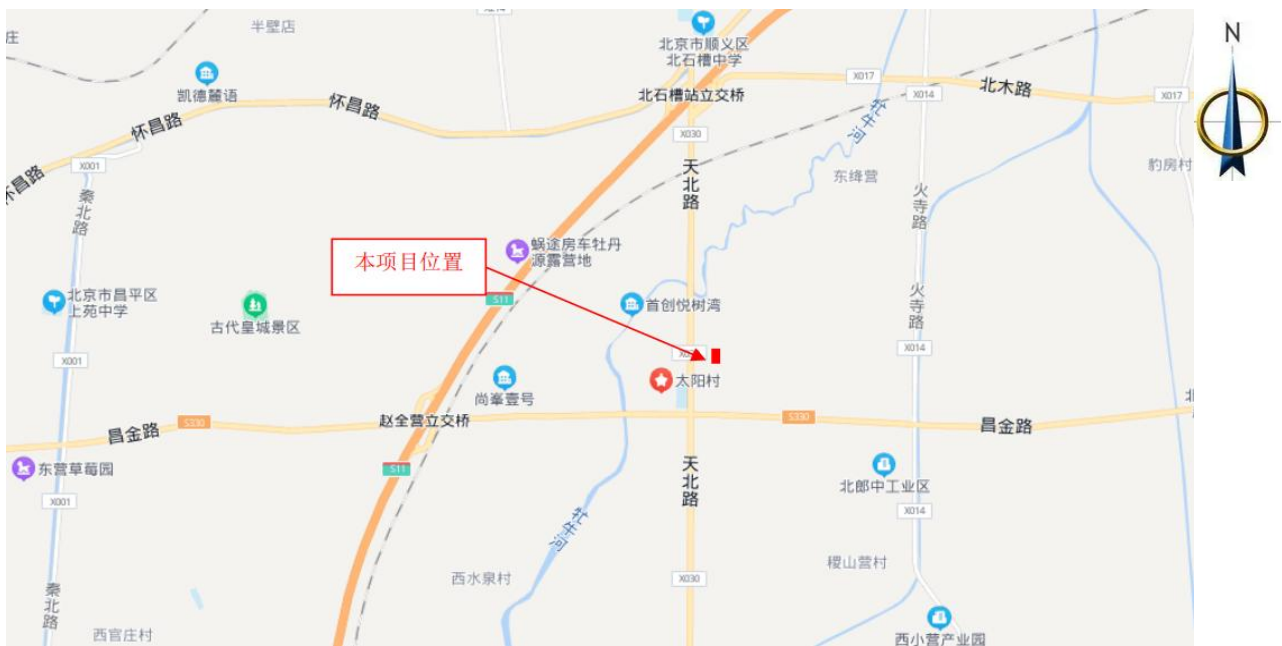 半壁店
庄
北京市顺义区
北石槽中学
N
凯德麓语
怀昌路
北石槽站立交桥
X017
X014
北木路
X017
怀昌路
X030
牤牛河
X001
怀昌路
秦北路
天北路
东绛营
火寺路
豹房村
蜗途房车牡丹
源露营地
本项目位置
北京市昌平区
上苑中学
古代皇城景区
S11
首创悦树湾
火寺路
X001
X014
尚峯壹号
太阳村
昌金路
S330
赵全营立交桥
S330
昌金路
东营草莓园
S11
天北路
北郎中工业区
X001
X014
牤牛河
西水泉村
X030
稷山营村
秦北路
西官庄村
西小营产业园